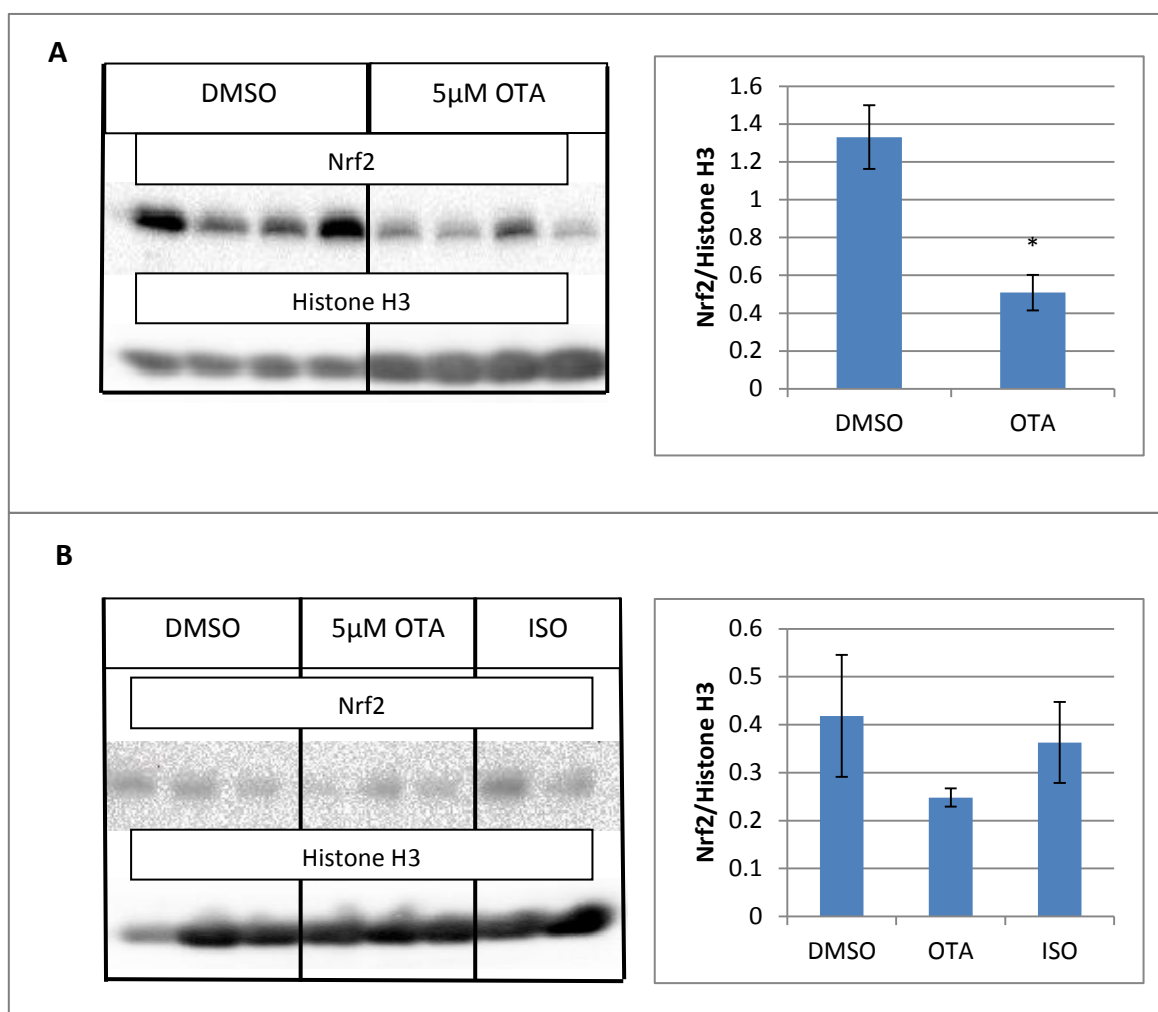 A
DMSO 5μM OTA
Nrf2
Histone H3
Nrf2/Histone H3
1.6
1.4
1.2
1
0.8
0.6
0.4
0.2
0
*
DMSO OTA
B
DMSO 5μM OTA ISO
Nrf2
Histone H3
Nrf2/Histone H3
0.6
0.5
0.4
0.3
0.2
0.1
0
DMSO OTA ISO